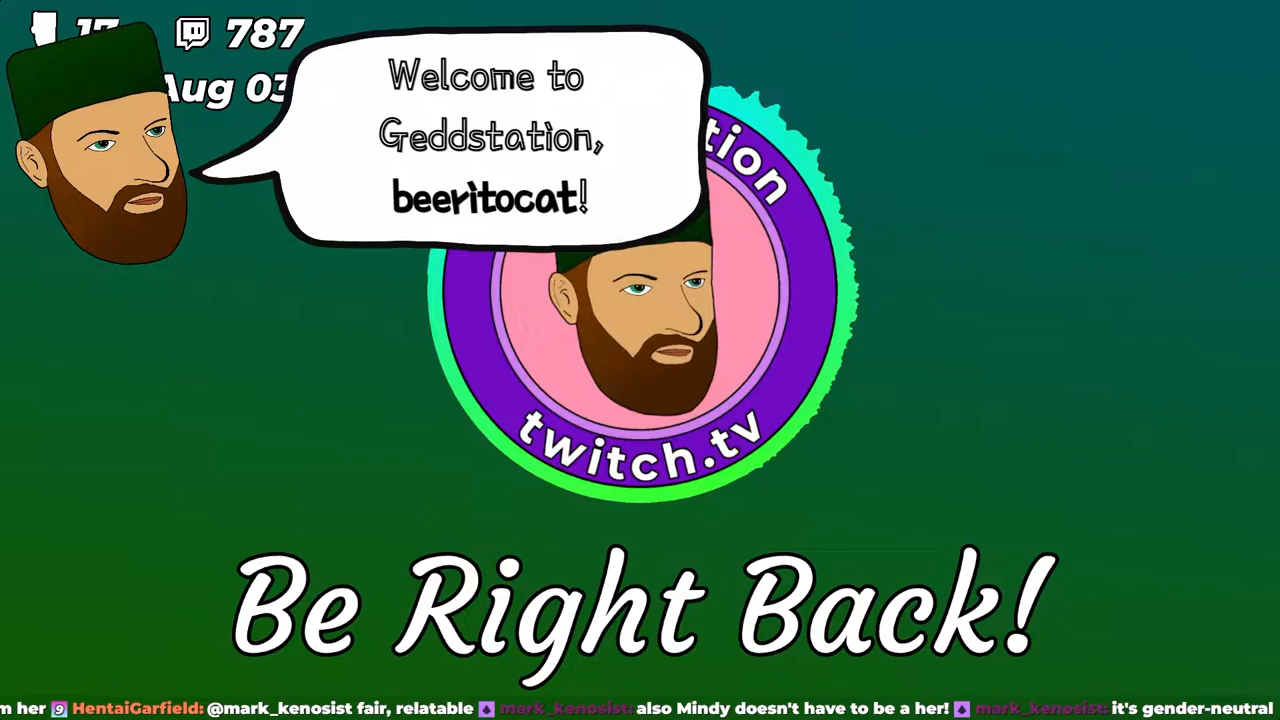 17 787
Aug 03
Welcome to
Geddstation,
beeritocat!
tion
twitch.tv
Be Right Back!
m her HentaiGarfield: @mark_kenosist fair, relatable mark_kenosist: also Mindy doesn't have to be a her! mark_kenosist: it's gender-neutral